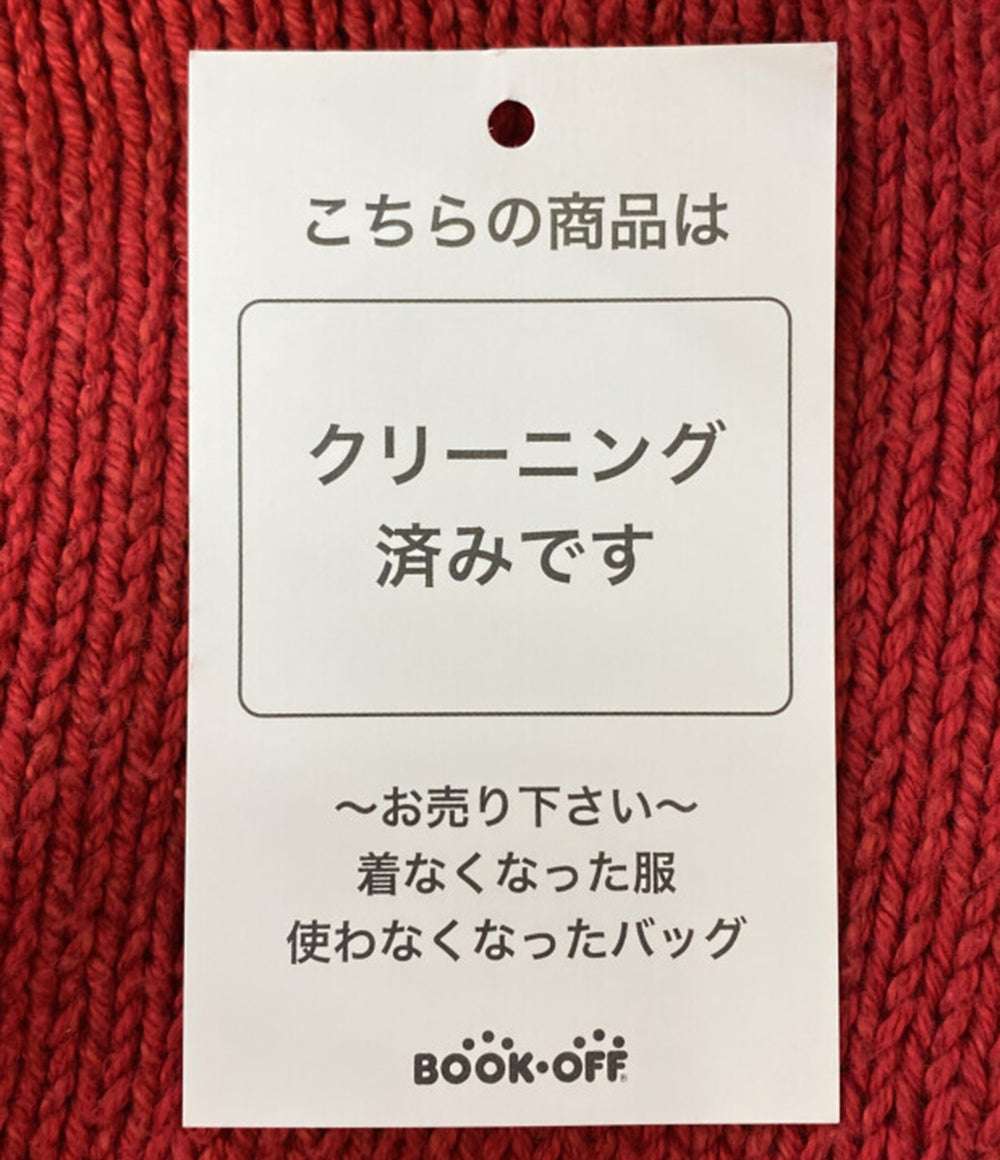 こちらの商品は
クリーニング
済みです
〜お売り下さい〜
着なくなった服
使わなくなったバッグ
BOOK・OFF